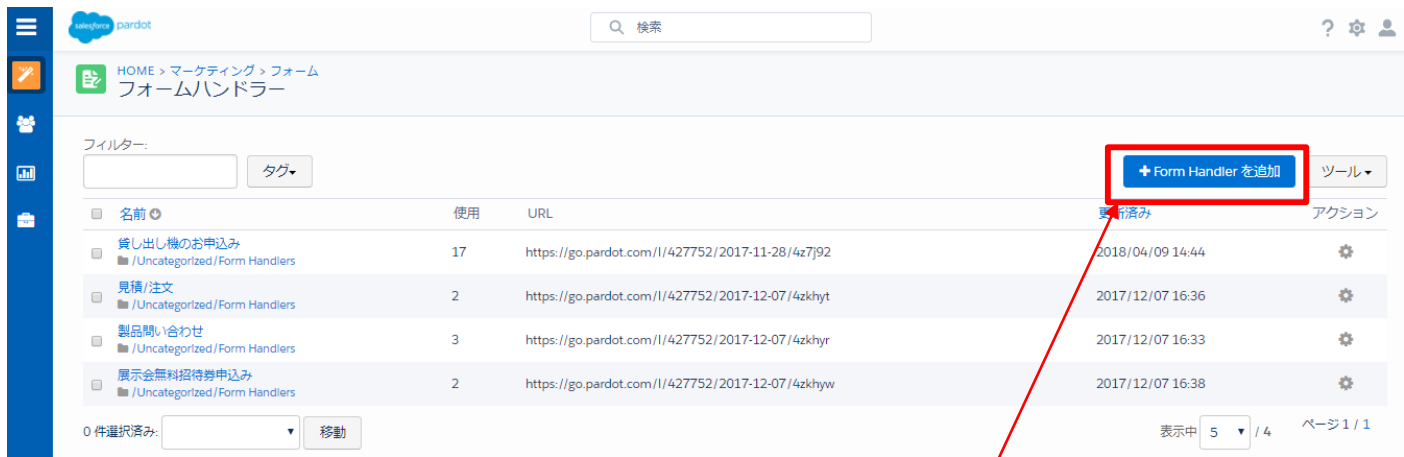 salesforce pardot
検索
HOME > マーケティング > フォーム
フォームハンドラー
フィルター:
タグ
+ Form Handler を追加
ツール
名前 使用 URL 更新済み アクション
貸し出し機のお申込み
/Uncategorized/Form Handlers
17 https://go.pardot.com/l/427752/2017-11-28/4z7j92 2018/04/09 14:44
見積/注文
/Uncategorized/Form Handlers
2 https://go.pardot.com/l/427752/2017-12-07/4zkhyt 2017/12/07 16:36
製品問い合わせ
/Uncategorized/Form Handlers
3 https://go.pardot.com/l/427752/2017-12-07/4zkhyr 2017/12/07 16:33
展示会無料招待券申込み
/Uncategorized/Form Handlers
2 https://go.pardot.com/l/427752/2017-12-07/4zkhyw 2017/12/07 16:38
0 件選択済み: 移動 表示中 5 / 4 ページ 1 / 1